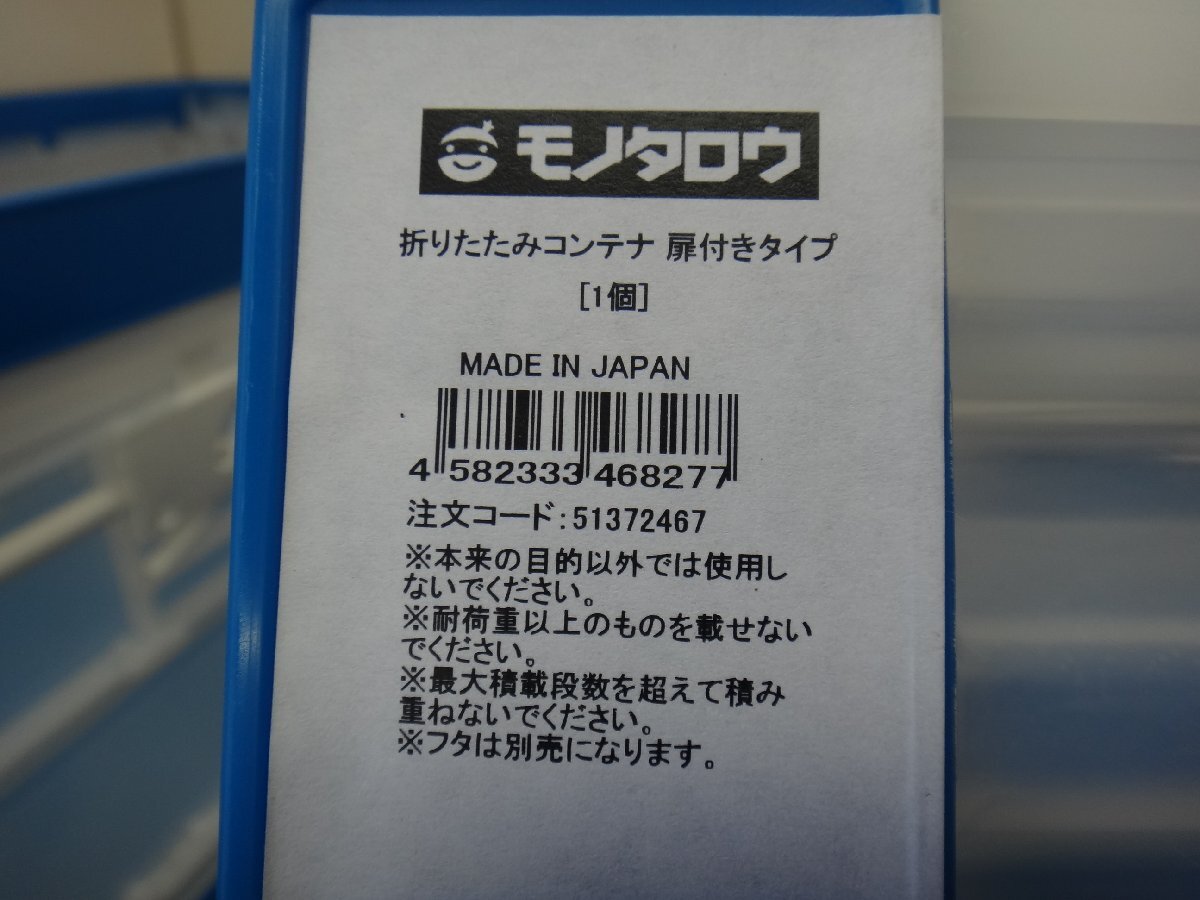 モノタロウ
折りたたみコンテナ 扉付きタイプ
[1個]
MADE IN JAPAN
4 582333 468277
注文コード:51372467
※本来の目的以外では使用し
ないでください。
※耐荷重以上のものを載せない
でください。
※最大積載段数を超えて積み
重ねないでください。
※フタは別売になります。